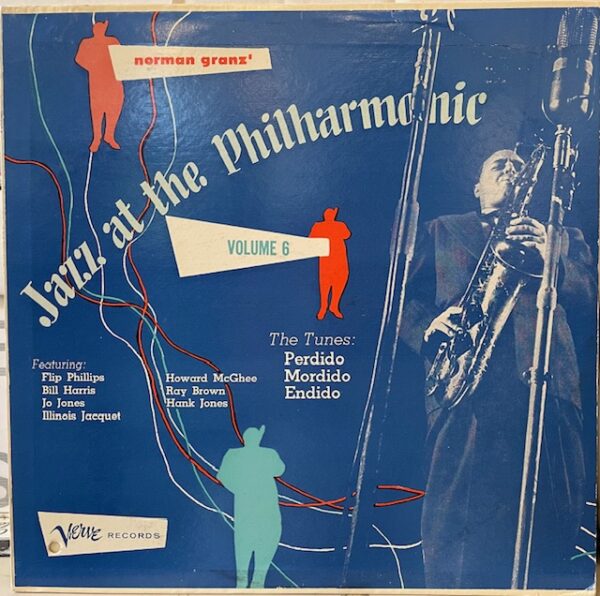 norman granz'
Jazz at the Philharmonic
VOLUME 6
The Tunes:
Perdido
Mordido
Endido
Featuring:
Flip Phillips
Bill Harris
Jo Jones
Illinois Jacquet
Howard McGhee
Ray Brown
Hank Jones
Verve RECORDS